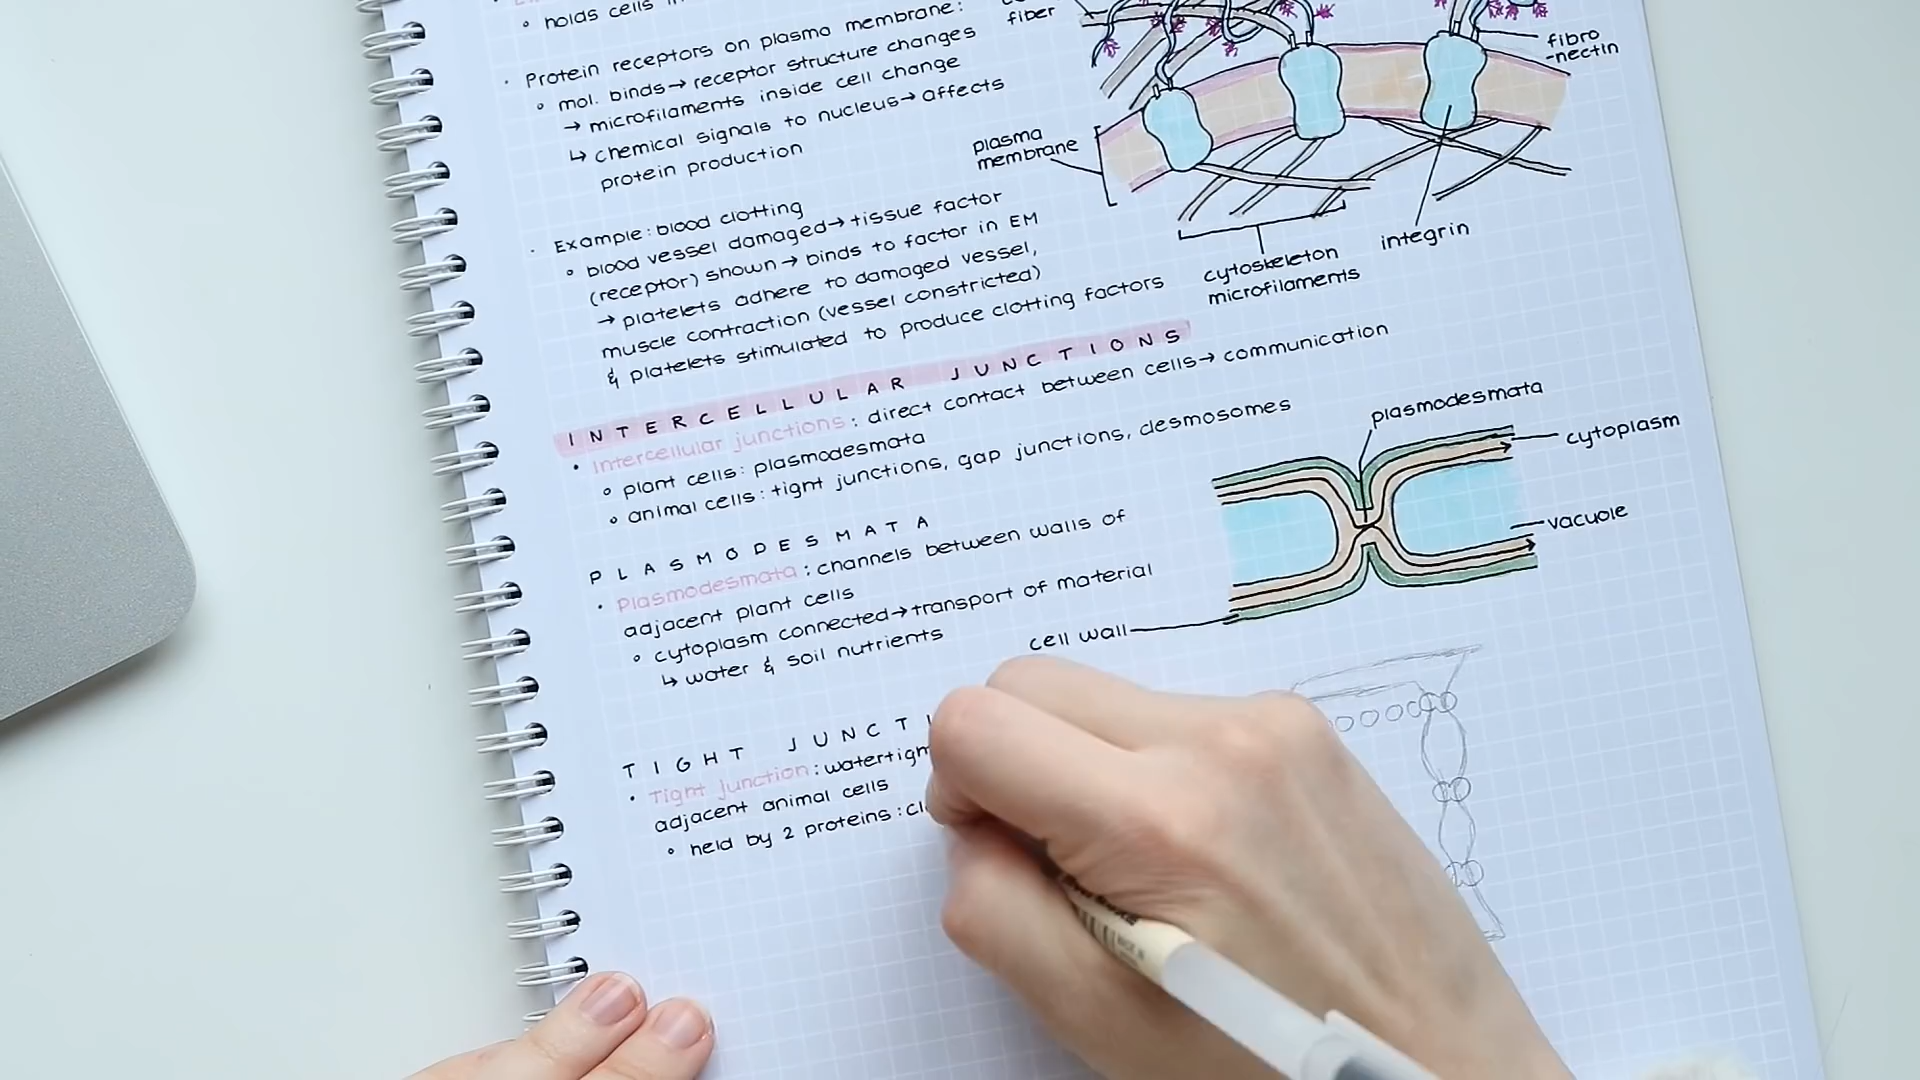 holds cells
Protein receptors on plasma membrane:
mol. binds→receptor structure changes
→ microfilaments inside cell change
↳ chemical signals to nucleus→affects
protein production
Example: blood clotting
blood vessel damaged→tissue factor
(receptor) shown→binds to factor in EM
→ platelets adhere to damaged vessel,
muscle contraction (vessel constricted)
& platelets stimulated to produce clotting factors
fiber
fibro
-nectin
plasma
membrane
cytoskeleton
microfilaments
integrin
INTERCELLULAR JUNCTIONS
Intercellular junctions: direct contact between cells→communication
plant cells: plasmodesmata
animal cells: tight junctions, gap junctions, desmosomes
PLASMODESMATA
Plasmodesmata: channels between walls of
adjacent plant cells
cytoplasm connected→transport of material
↳ water & soil nutrients
plasmodesmata
cytoplasm
vacuole
cell wall
TIGHT JUNCTI
Tight junction: watertigh
adjacent animal cells
held by 2 proteins: cl